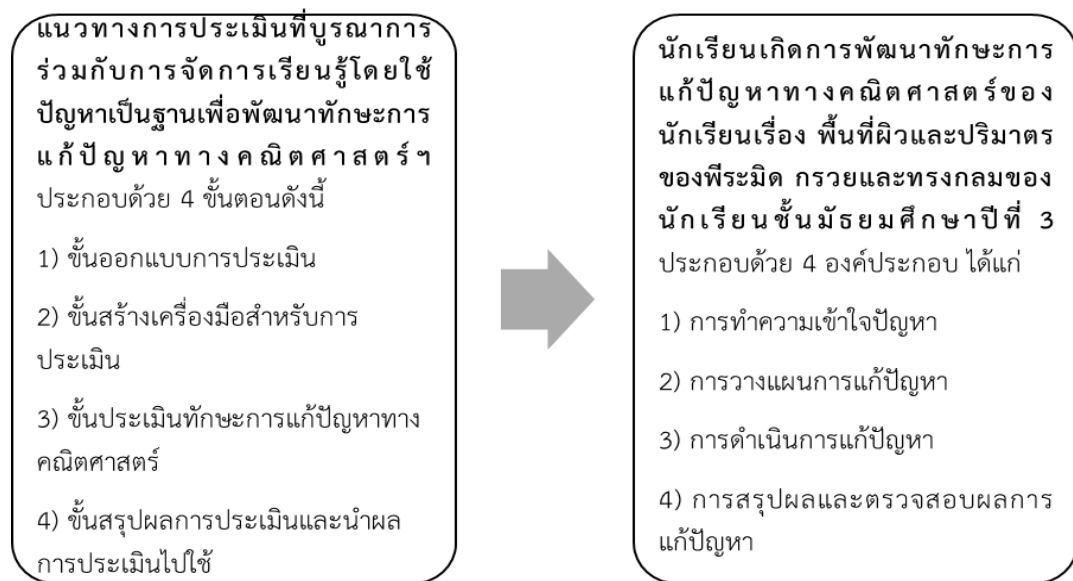 แนวทางการประเมินที่บูรณาการ
ร่วมกับการจัดการเรียนรู้โดยใช้
ปัญหาเป็นฐานเพื่อพัฒนาทักษะการ
แก้ปัญหาทางคณิตศาสตร์ฯ
ประกอบด้วย 4 ขั้นตอนดังนี้
1) ขั้นออกแบบการประเมิน
2) ขั้นสร้างเครื่องมือสำหรับการ
ประเมิน
3) ขั้นประเมินทักษะการแก้ปัญหาทาง
คณิตศาสตร์
4) ขั้นสรุปผลการประเมินและนำผล
การประเมินไปใช้
นักเรียนเกิดการพัฒนาทักษะการ
แก้ปัญหาทางคณิตศาสตร์ของ
นักเรียนเรื่อง พื้นที่ผิวและปริมาตร
ของพีระมิด กรวยและทรงกลมของ
นักเรียนชั้นมัธยมศึกษาปีที่ 3
ประกอบด้วย 4 องค์ประกอบ ได้แก่
1) การทำความเข้าใจปัญหา
2) การวางแผนการแก้ปัญหา
3) การดำเนินการแก้ปัญหา
4) การสรุปผลและตรวจสอบผลการ
แก้ปัญหา